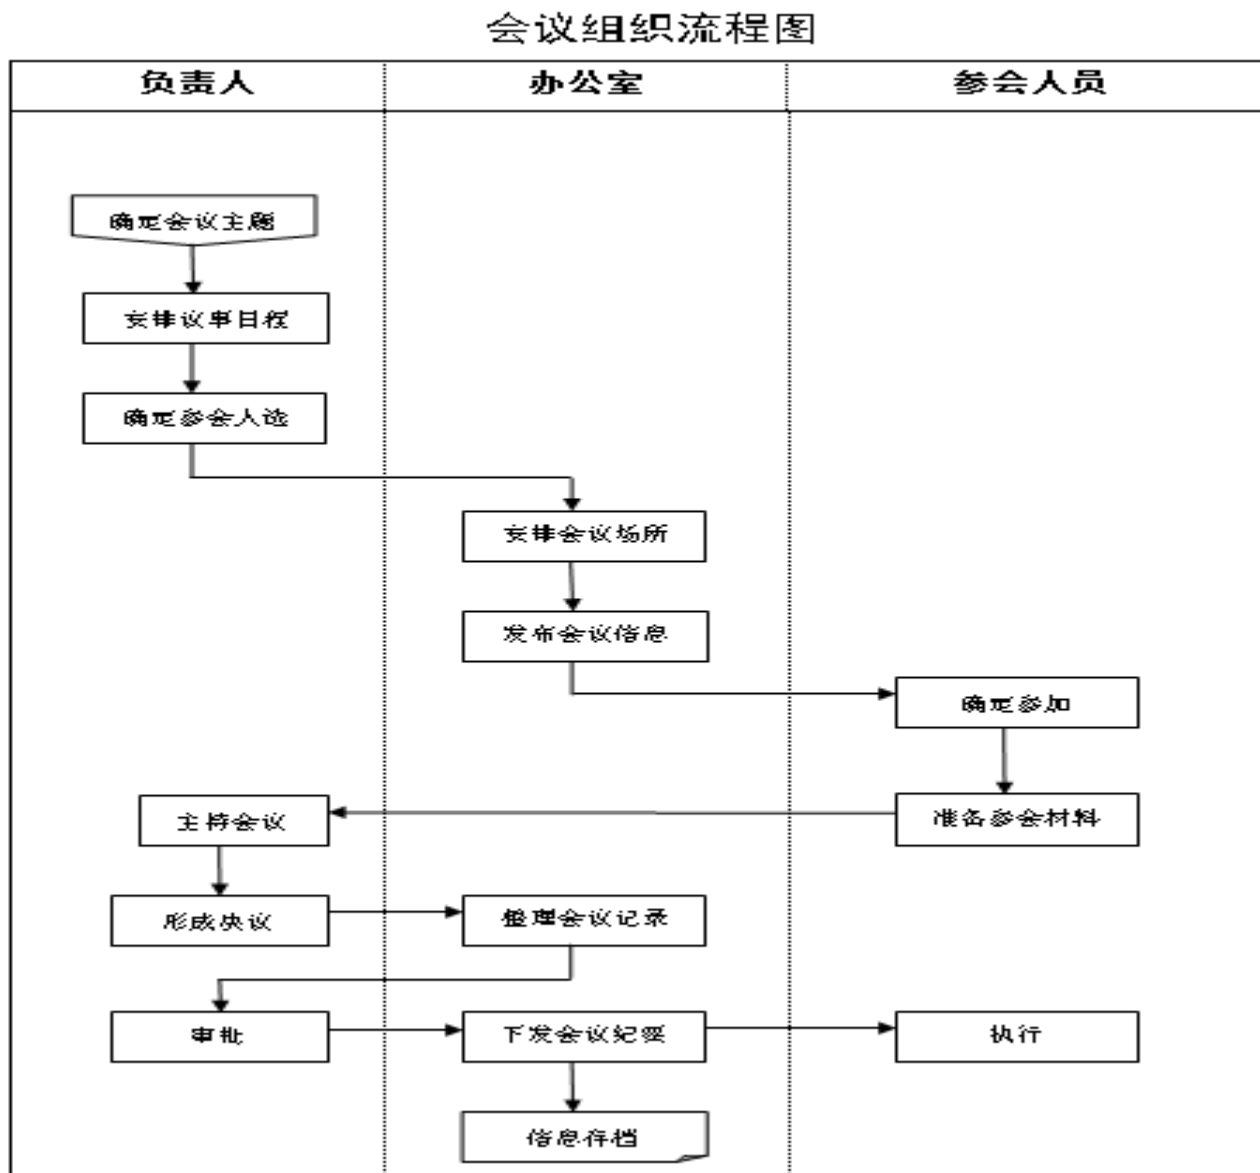 会议组织流程图
负责人 办公室 参会人员
确定会议主题
安排议事日程
确定参会人选
安排会议场所
发布会议信息
确定参加
主持会议 准备参会材料
形成决议 整理会议记录
审批 下发会议纪要 执行
信息存档